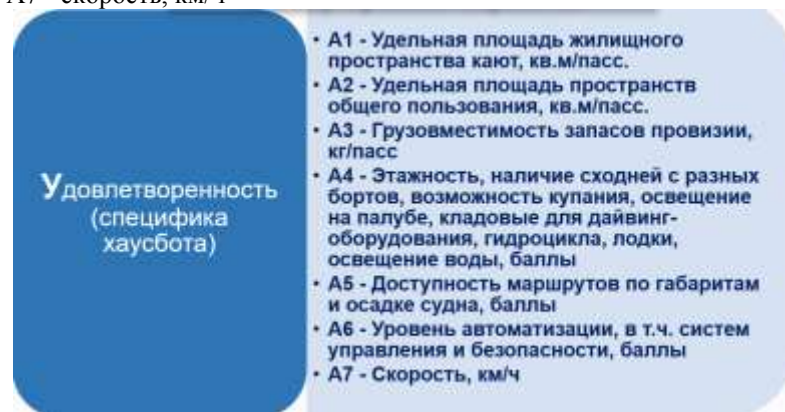 А7 - скорость, км/ч
Удовлетворенность
(специфика
хаусбота)
• А1 - Удельная площадь жилищного
пространства кают, кв.м/пасс.
• А2 - Удельная площадь пространств
общего пользования, кв.м/пасс.
• А3 - Грузовместимость запасов провизии,
кг/пасс
• А4 - Этажность, наличие сходней с разных
бортов, возможность купания, освещение
на палубе, кладовые для дайвинг-
оборудования, гидроцикла, лодки,
освещение воды, баллы
• А5 - Доступность маршрутов по габаритам
и осадке судна, баллы
• А6 - Уровень автоматизации, в т.ч. систем
управления и безопасности, баллы
• А7 - Скорость, км/ч